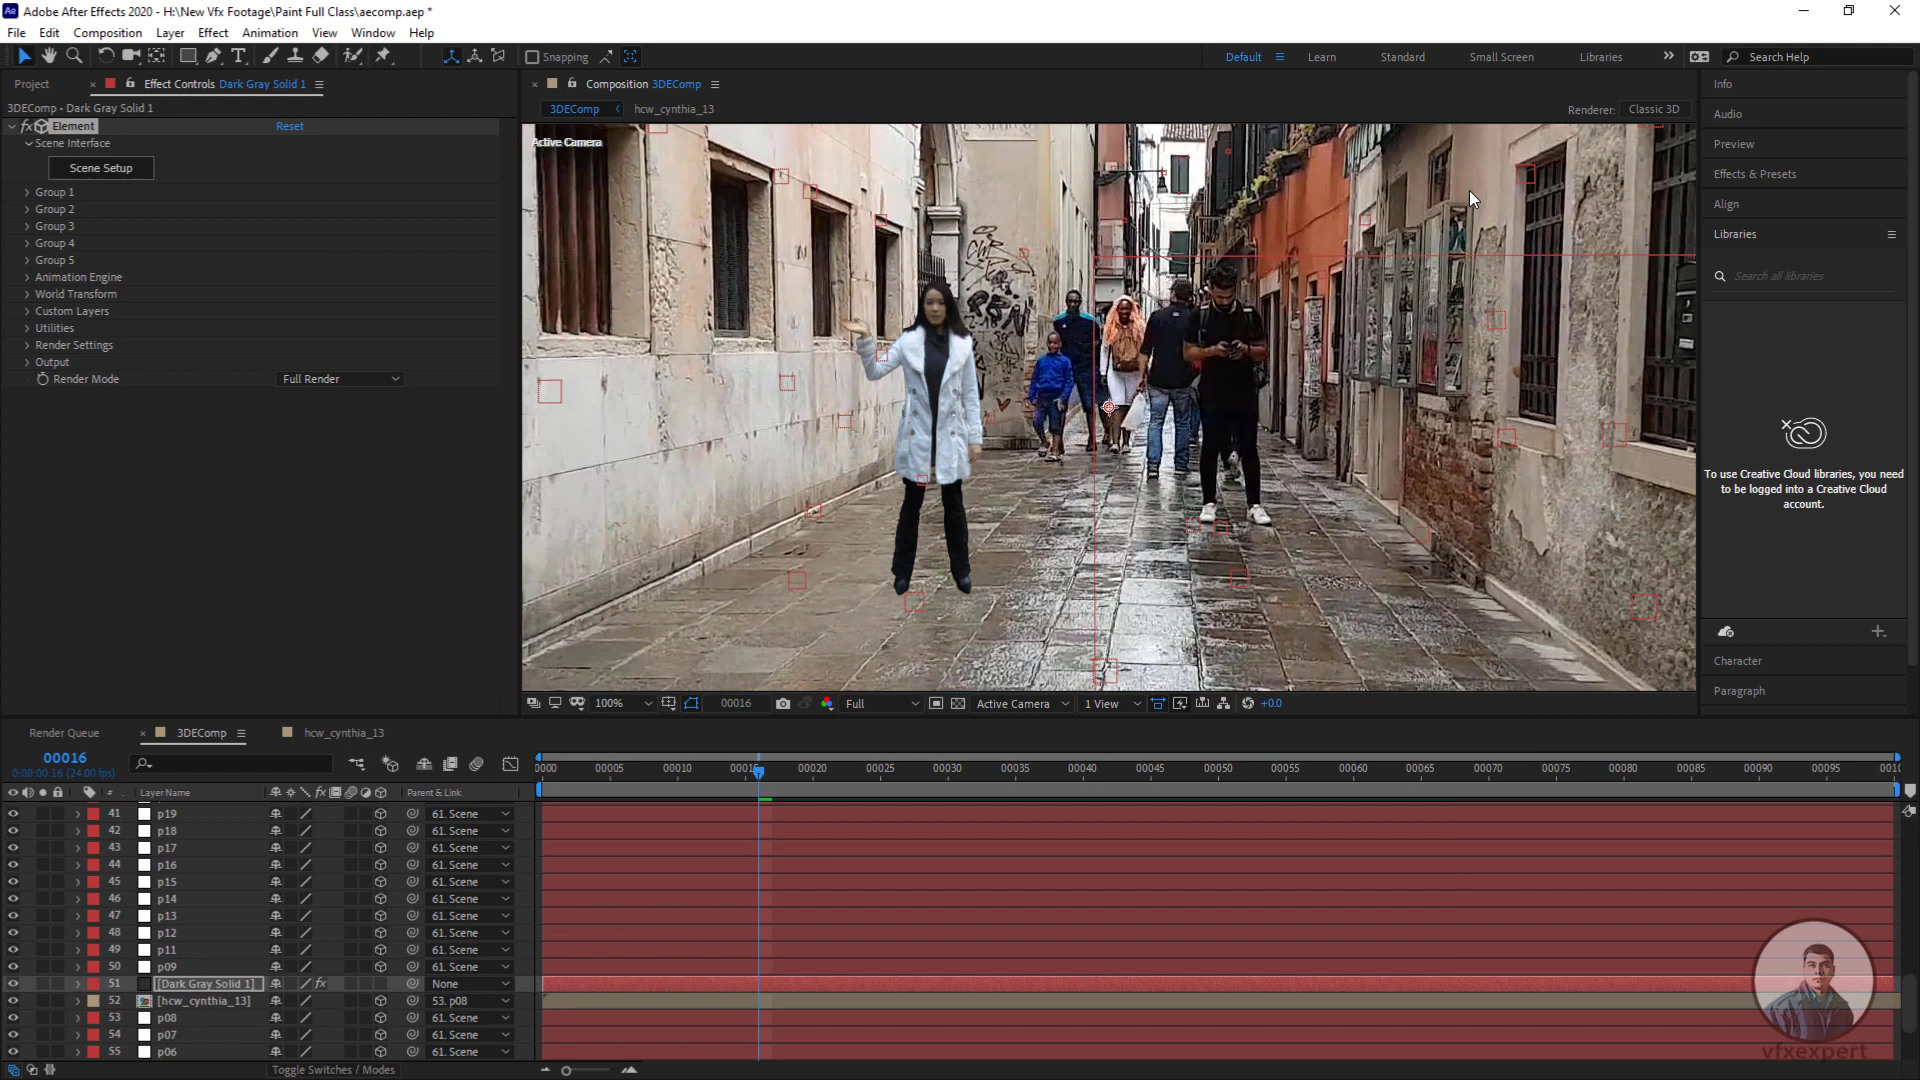 Ae Adobe After Effects 2020 - H:\New Vfx Footage\Paint Full Class\aecomp.aep *
File Edit Composition Layer Effect Animation View Window Help
Snapping Default Learn Standard Small Screen Libraries Search Help
Project Effect Controls Dark Gray Solid 1
3DEComp • Dark Gray Solid 1
fx Element Reset
Scene Interface
Scene Setup
Group 1
Group 2
Group 3
Group 4
Group 5
Animation Engine
World Transform
Custom Layers
Utilities
Render Settings
Output
Render Mode Full Render
Composition 3DEComp
3DEComp hcw_cynthia_13
Renderer: Classic 3D
Active Camera
100% 00016 Full Active Camera 1 View +0.0
Info
Audio
Preview
Effects & Presets
Align
Libraries
Search all libraries
To use Creative Cloud libraries, you need
to be logged into a Creative Cloud
account.
Character
Paragraph
Render Queue 3DEComp hcw_cynthia_13
00016
0:00:00:16 (24.00 fps)
# Layer Name Parent & Link
0000 00005 00010 00015 00020 00025 00030 00035 00040 00045 00050 00055 00060 00065 00070 00075 00080 00085 00090 00095 0010
41 p19 61. Scene
42 p18 61. Scene
43 p17 61. Scene
44 p16 61. Scene
45 p15 61. Scene
46 p14 61. Scene
47 p13 61. Scene
48 p12 61. Scene
49 p11 61. Scene
50 p09 61. Scene
51 [Dark Gray Solid 1] fx None
52 [hcw_cynthia_13] 53. p08
53 p08 61. Scene
54 p07 61. Scene
55 p06 61. Scene
Toggle Switches / Modes
vfxexpert